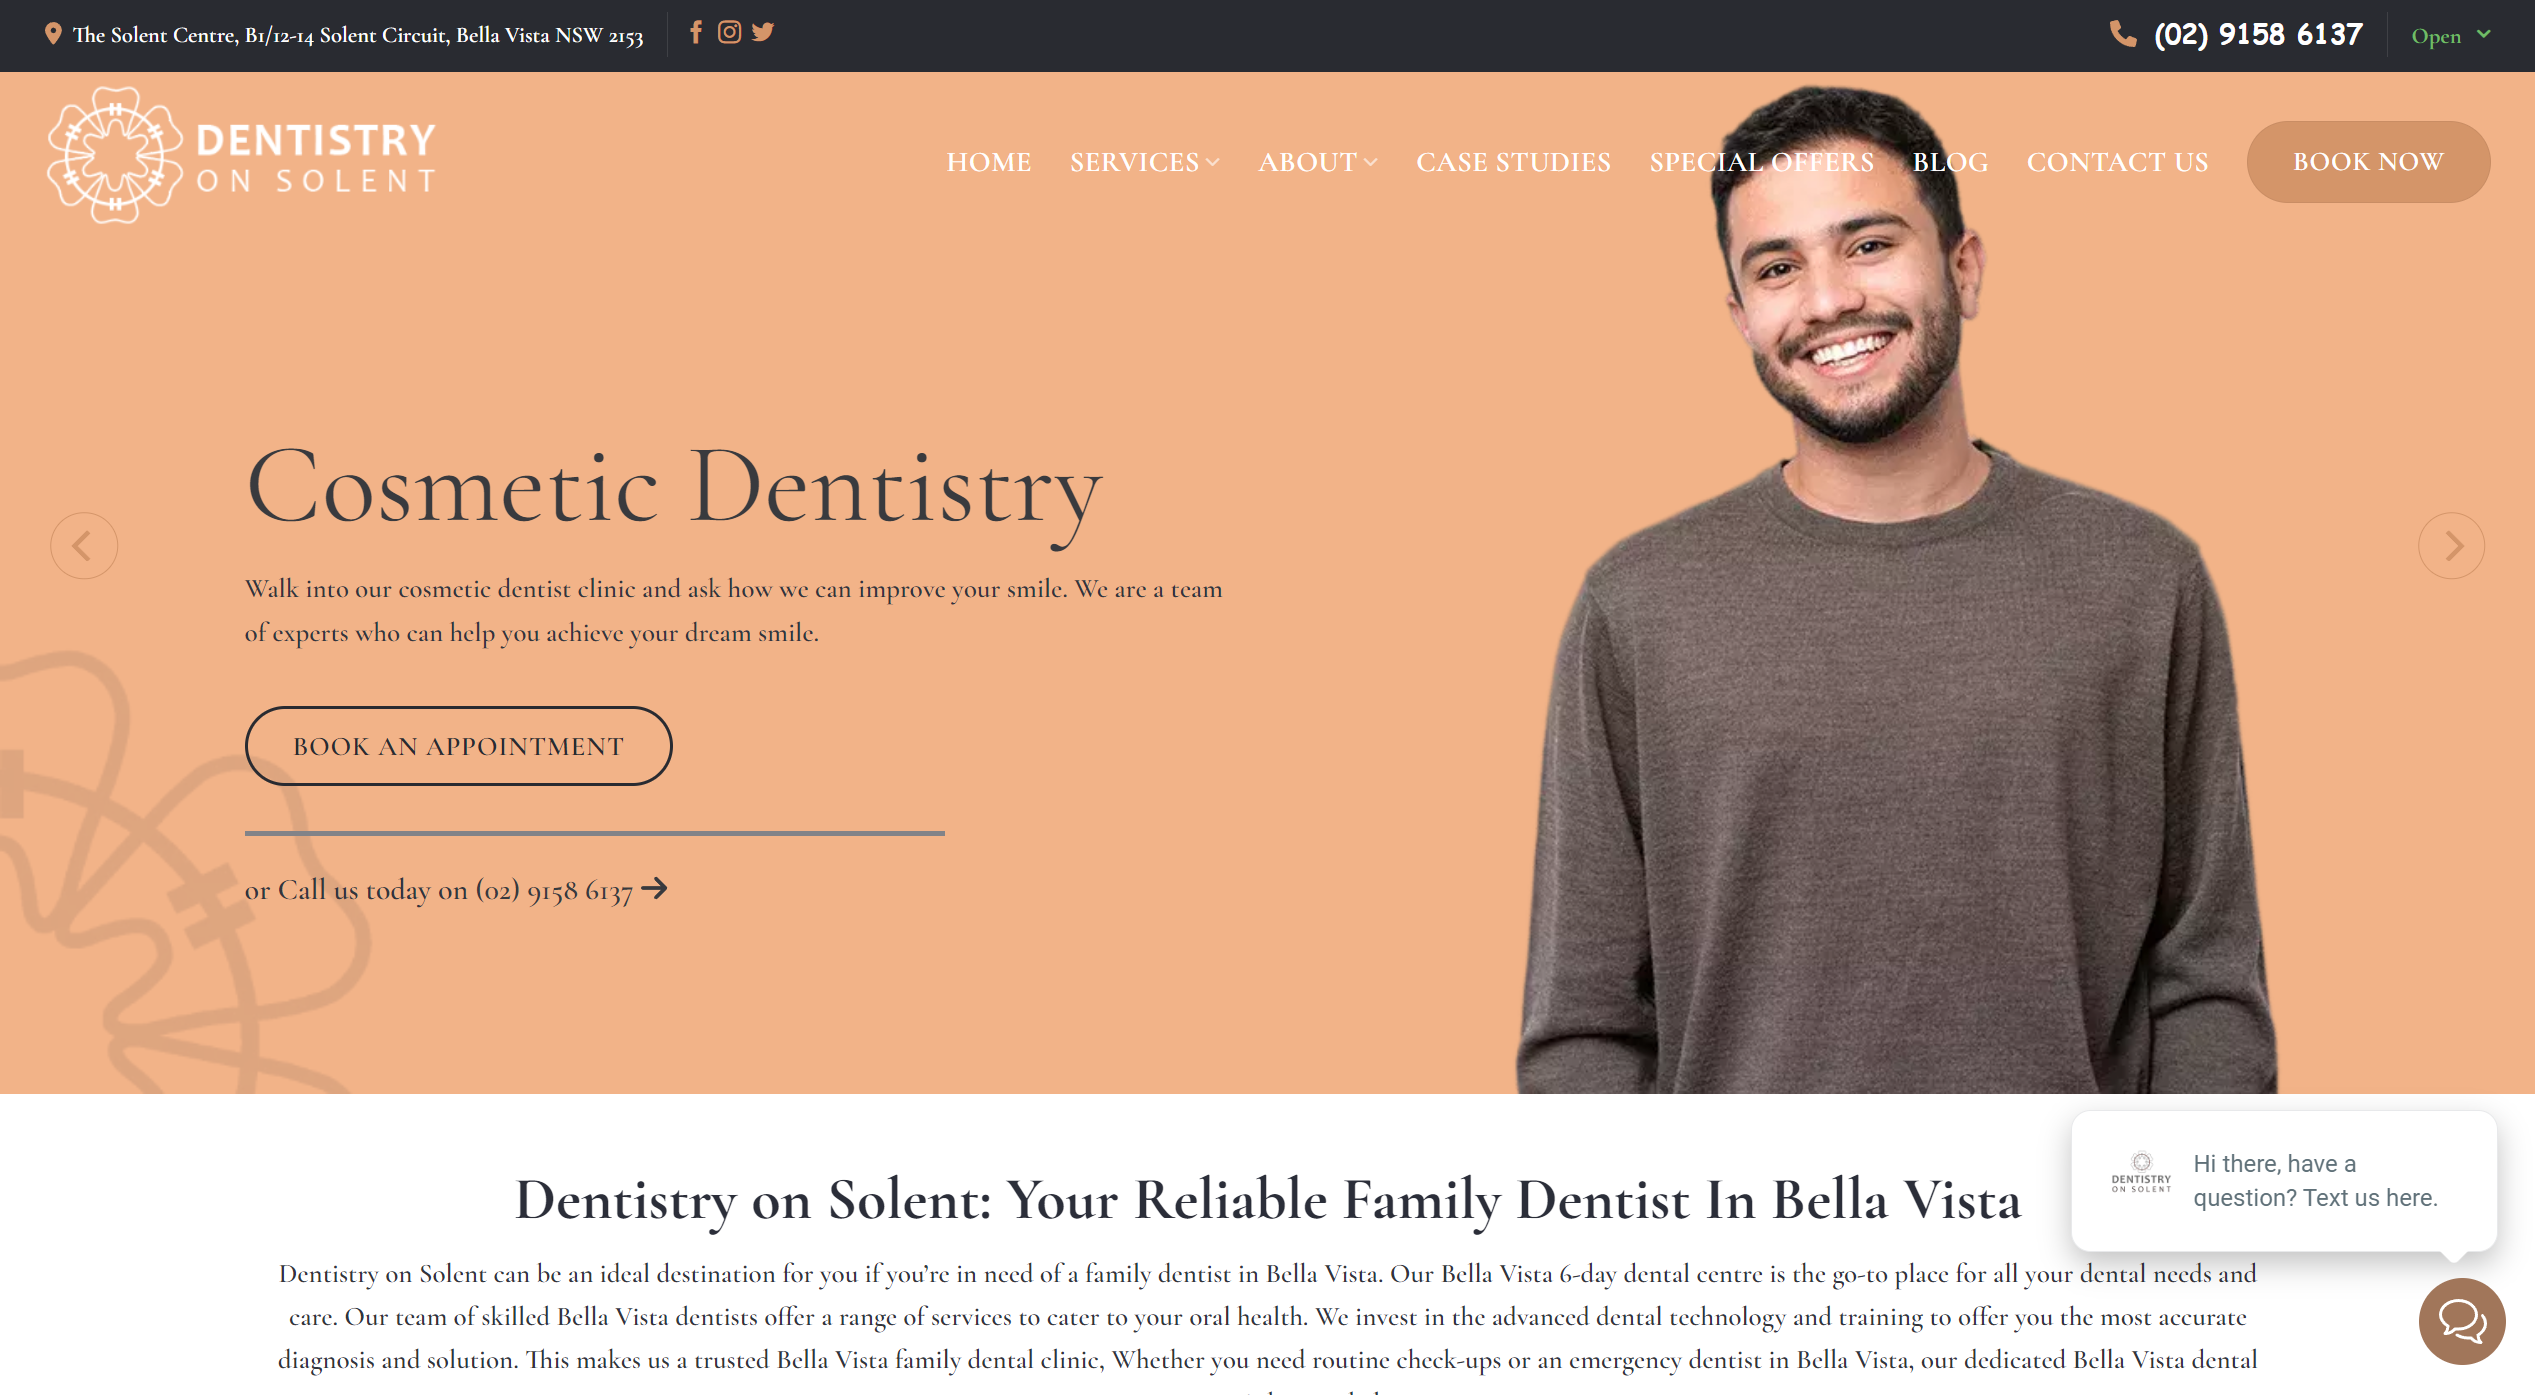 The Solent Centre, B1/12-14 Solent Circuit, Bella Vista NSW 2153
(02) 9158 6137
Open
DENTISTRY
ON SOLENT
HOME SERVICES ABOUT CASE STUDIES SPECIAL OFFERS BLOG CONTACT US BOOK NOW
Cosmetic Dentistry
Walk into our cosmetic dentist clinic and ask how we can improve your smile. We are a team
of experts who can help you achieve your dream smile.
BOOK AN APPOINTMENT
or Call us today on (02) 9158 6137
Dentistry on Solent: Your Reliable Family Dentist In Bella Vista
Dentistry on Solent can be an ideal destination for you if you're in need of a family dentist in Bella Vista. Our Bella Vista 6-day dental centre is the go-to place for all your dental needs and
care. Our team of skilled Bella Vista dentists offer a range of services to cater to your oral health. We invest in the advanced dental technology and training to offer you the most accurate
diagnosis and solution. This makes us a trusted Bella Vista family dental clinic, Whether you need routine check-ups or an emergency dentist in Bella Vista, our dedicated Bella Vista dental
DENTISTRY
ON SOLENT
Hi there, have a
question? Text us here.